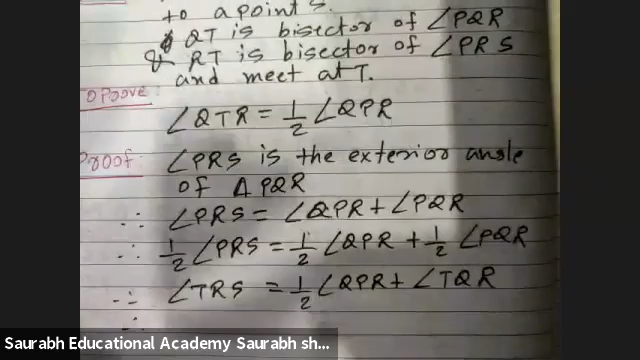 to a point S.
QT is bisector of ∠PQR
& RT is bisector of ∠PRS
and meet at T.
oproove:
∠QTR = 1/2 ∠QPR
Proof: ∠PRS is the exterior angle
of Δ PQR
∴ ∠PRS = ∠QPR + ∠PQR
∴ 1/2 ∠PRS = 1/2 ∠QPR + 1/2 ∠PQR
∴ ∠TRS = 1/2 ∠QPR + ∠TQR
∴
Saurabh Educational Academy Saurabh sh...